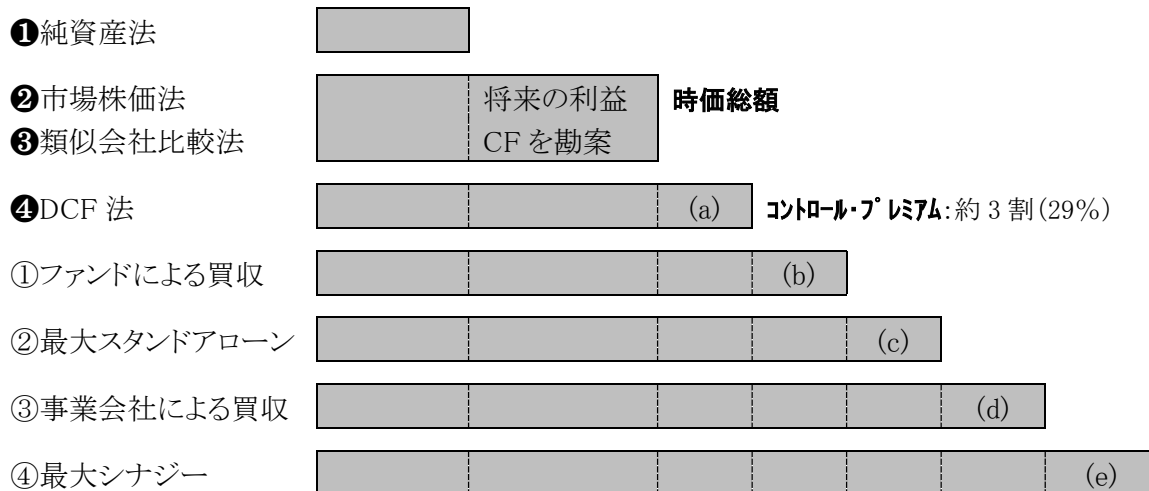 ❶純資産法
❷市場株価法 将来の利益 時価総額
❸類似会社比較法 CFを勘案
❹DCF 法 (a) コントロール・プレミアム:約3割(29%)
①ファンドによる買収 (b)
②最大スタンドアローン (c)
③事業会社による買収 (d)
④最大シナジー (e)